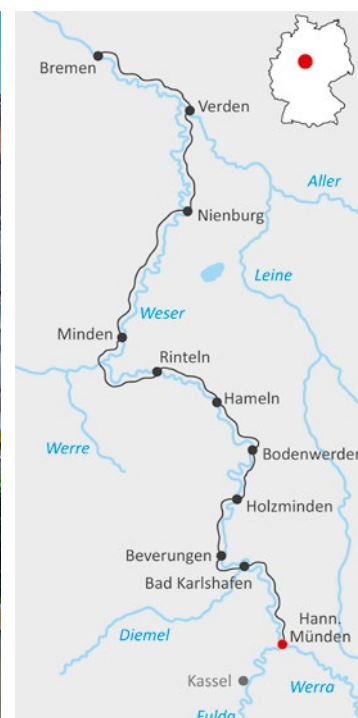 Bremen
Verden
Aller
Nienburg
Leine
Weser
Minden
Rinteln
Hameln
Werre
Bodenwerder
Holzminden
Beverungen
Bad Karlshafen
Hann.
Münden
Diemel
Kassel
Werra
Fulda